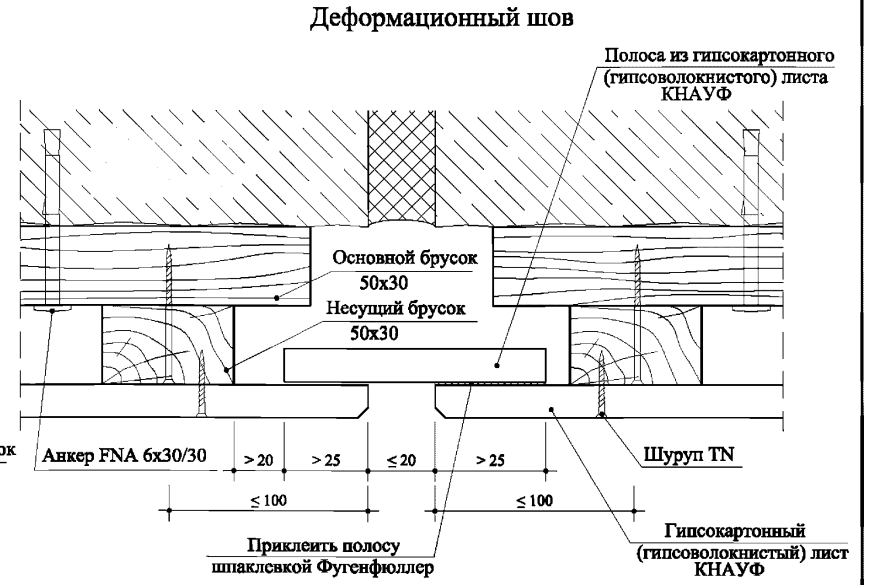 Деформационный шов
Полоса из гипсокартонного
(гипсоволокнистого) листа
КНАУФ
Основной брусок
50х30
Несущий брусок
50х30
ок
Анкер FNA 6х30/30
> 20
> 25
≤ 20
> 25
Шуруп TN
≤ 100
≤ 100
Приклеить полосу
шпаклевкой Фугенфюллер
Гипсокартонный
(гипсоволокнистый) лист
КНАУФ